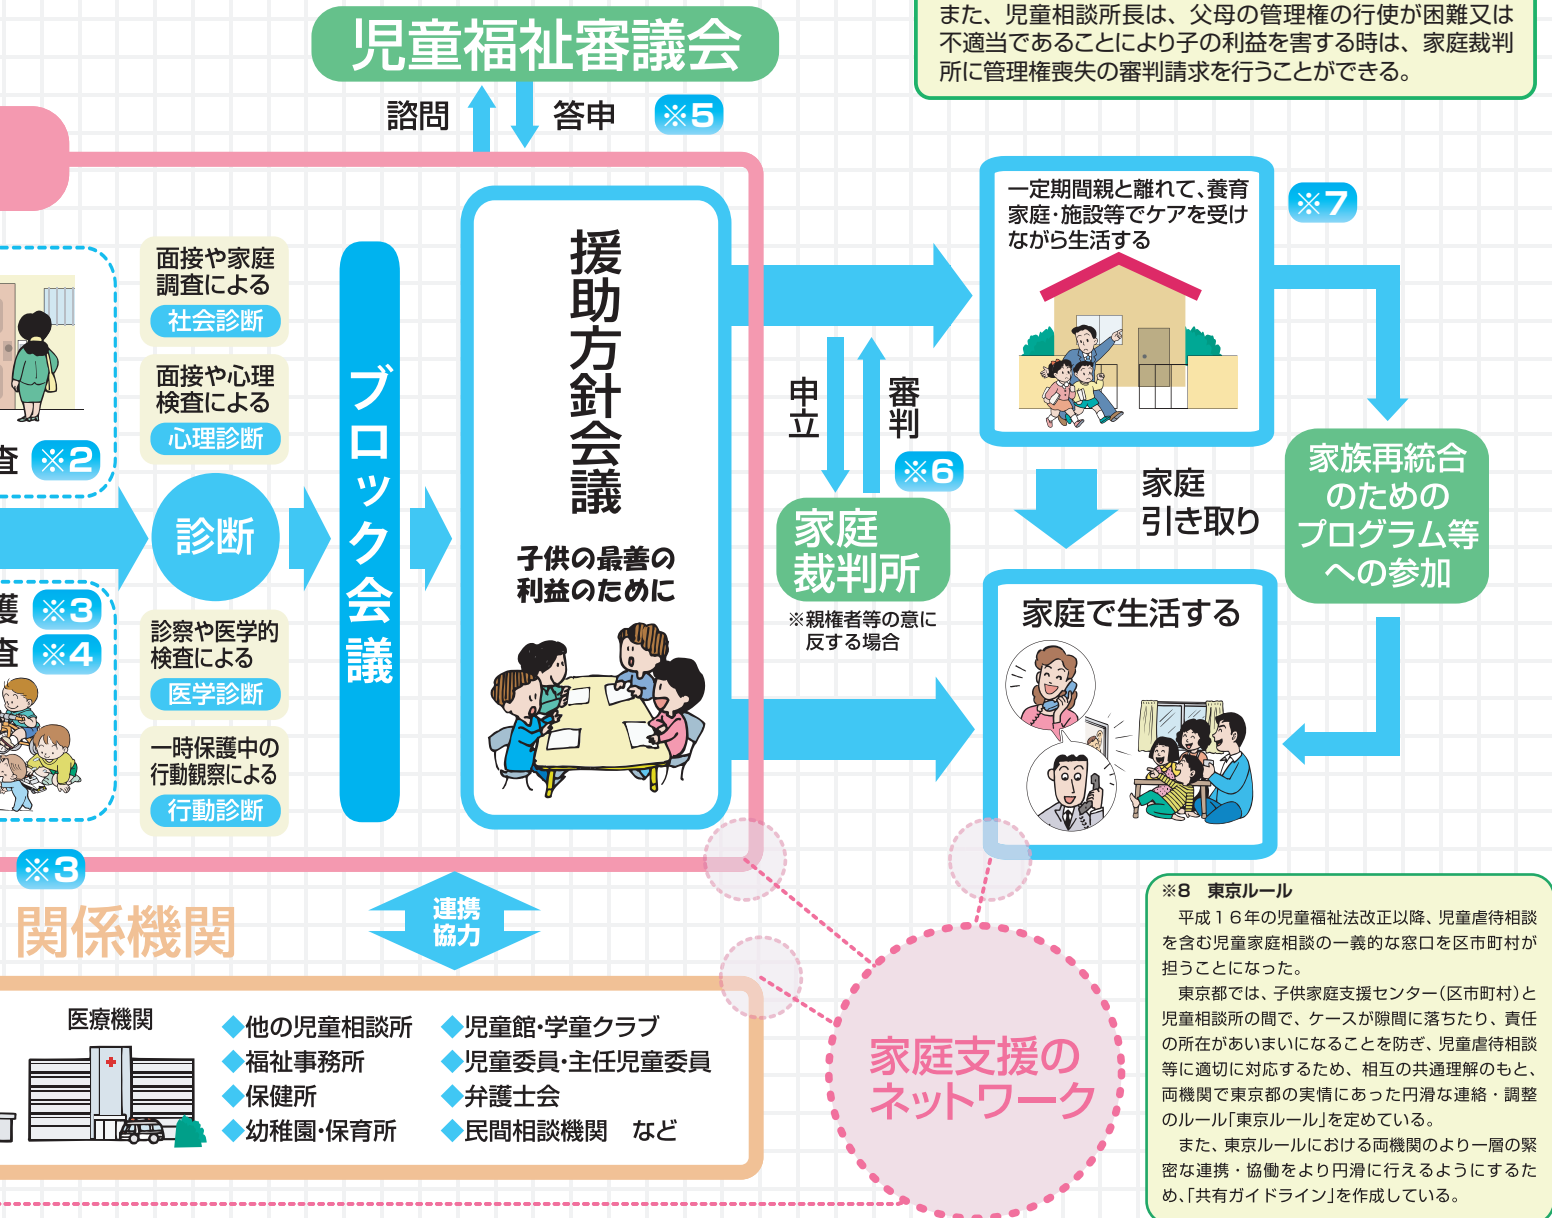 また、児童相談所長は、父母の管理権の行使が困難又は
不適当であることにより子の利益を害する時は、家庭裁判
所に管理権喪失の審判請求を行うことができる。
児童福祉審議会
諮問
答申
※5
面接や家庭
調査による
社会診断
面接や心理
検査による
心理診断
査 ※2
診断
護 ※3
査 ※4
診察や医学的
検査による
医学診断
一時保護中の
行動観察による
行動診断
ブロック会議
援助方針会議
子供の最善の
利益のために
申立
審判
※6
家庭
裁判所
※親権者等の意に
反する場合
一定期間親と離れて、養育
家庭・施設等でケアを受け
ながら生活する
※7
家庭
引き取り
家族再統合
のための
プログラム等
への参加
家庭で生活する
※3
関係機関
連携
協力
医療機関
◆他の児童相談所
◆福祉事務所
◆保健所
◆幼稚園・保育所
◆児童館・学童クラブ
◆児童委員・主任児童委員
◆弁護士会
◆民間相談機関 など
家庭支援の
ネットワーク
※8 東京ルール
平成16年の児童福祉法改正以降、児童虐待相談
を含む児童家庭相談の一義的な窓口を区市町村が
担うことになった。
東京都では、子供家庭支援センター(区市町村)と
児童相談所の間で、ケースが隙間に落ちたり、責任
の所在があいまいになることを防ぎ、児童虐待相談
等に適切に対応するため、相互の共通理解のもと、
両機関で東京都の実情にあった円滑な連絡・調整
のルール「東京ルール」を定めている。
また、東京ルールにおける両機関のより一層の緊
密な連携・協働をより円滑に行えるようにするた
め、「共有ガイドライン」を作成している。